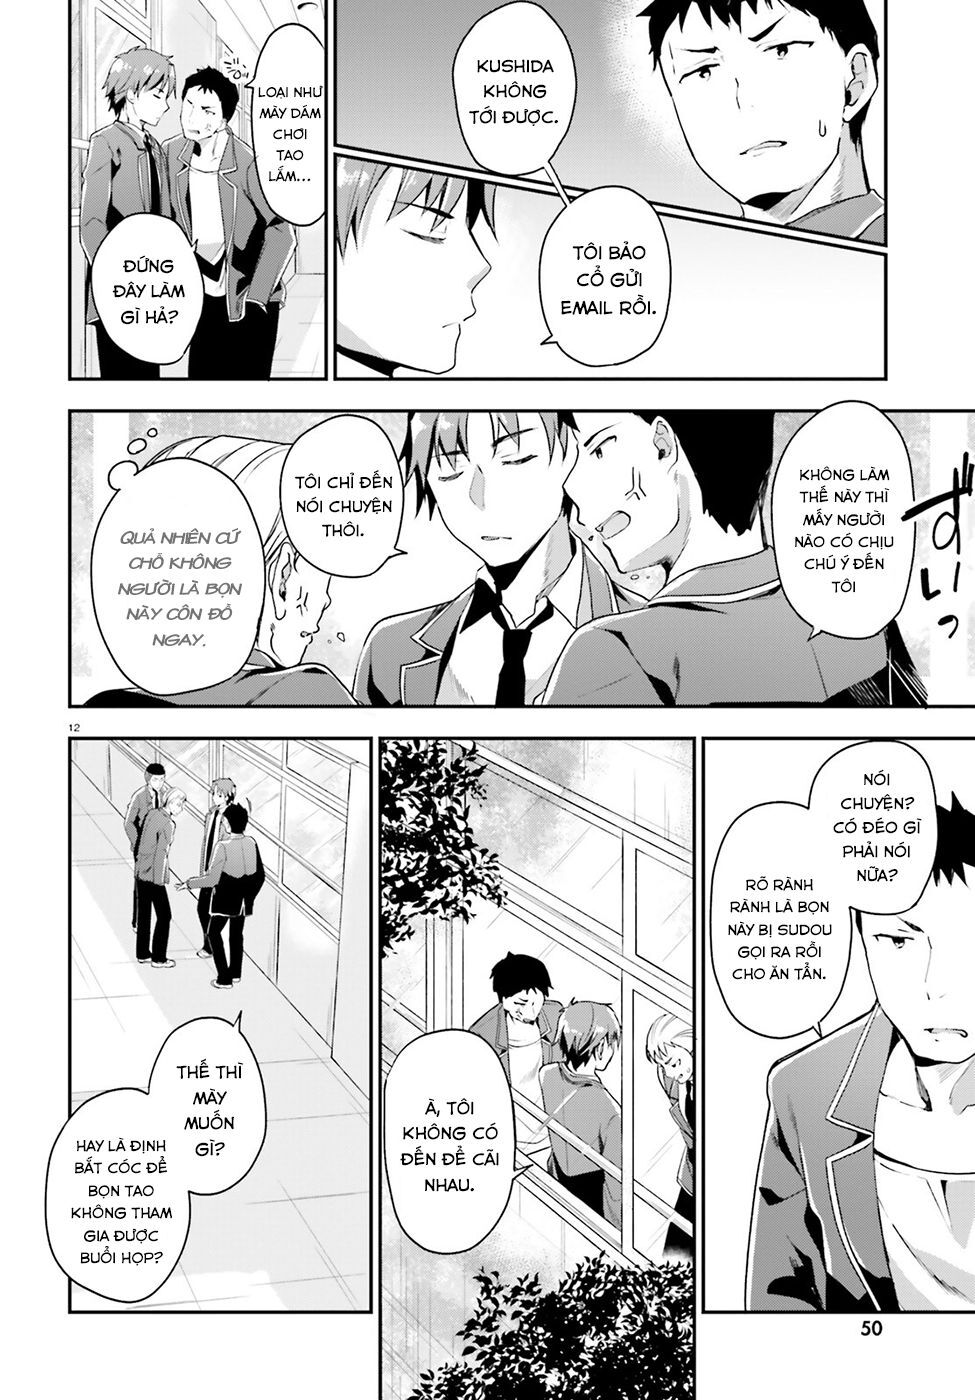 KUSHIDA
KHÔNG
TỚI ĐƯỢC.
TÔI BẢO
CỔ GỬI
EMAIL RỒI.
LOẠI NHƯ
MÀY DÁM
CHƠI
TAO
LẮM...
ĐỨNG
ĐÂY LÀM
GÌ HẢ?
KHÔNG LÀM
THẾ NÀY THÌ
MẤY NGƯỜI
NÀO CÓ CHỊU
CHÚ Ý ĐẾN
TÔI
ずいっ
TÔI CHỈ ĐẾN
NÓI CHUYỆN
THÔI.
QUẢ NHIÊN CỨ
CHỖ KHÔNG
NGƯỜI LÀ BỌN
NÀY CÔN ĐỒ
NGAY.
12
NÓI
CHUYỆN?
CÓ ĐÉO GÌ
PHẢI NÓI
NỮA?
RÕ RÀNH
RÀNH LÀ BỌN
NÀY BỊ SUDOU
GỌI RA RỒI
CHO ĂN TẨN.
À, TÔI
KHÔNG CÓ
ĐẾN ĐỂ CÃI
NHAU.
THẾ THÌ
MÀY
MUỐN
GÌ?
HAY LÀ ĐỊNH
BẮT CÓC ĐỂ
BỌN TAO
KHÔNG THAM
GIA ĐƯỢC
BUỔI HỌP?
50